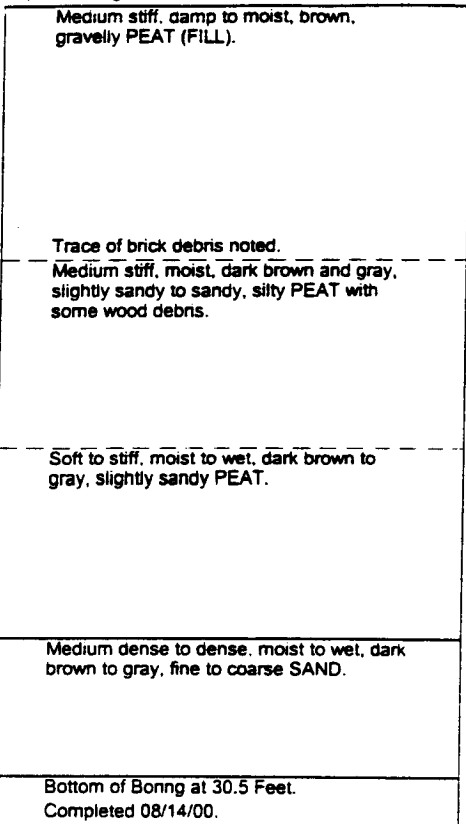 Medium stiff, damp to moist, brown,
gravelly PEAT (FILL).
Trace of brick debris noted.
Medium stiff, moist, dark brown and gray,
slightly sandy to sandy, silty PEAT with
some wood debris.
Soft to stiff, moist to wet, dark brown to
gray, slightly sandy PEAT.
Medium dense to dense, moist to wet, dark
brown to gray, fine to coarse SAND.
Bottom of Boring at 30.5 Feet.
Completed 08/14/00.